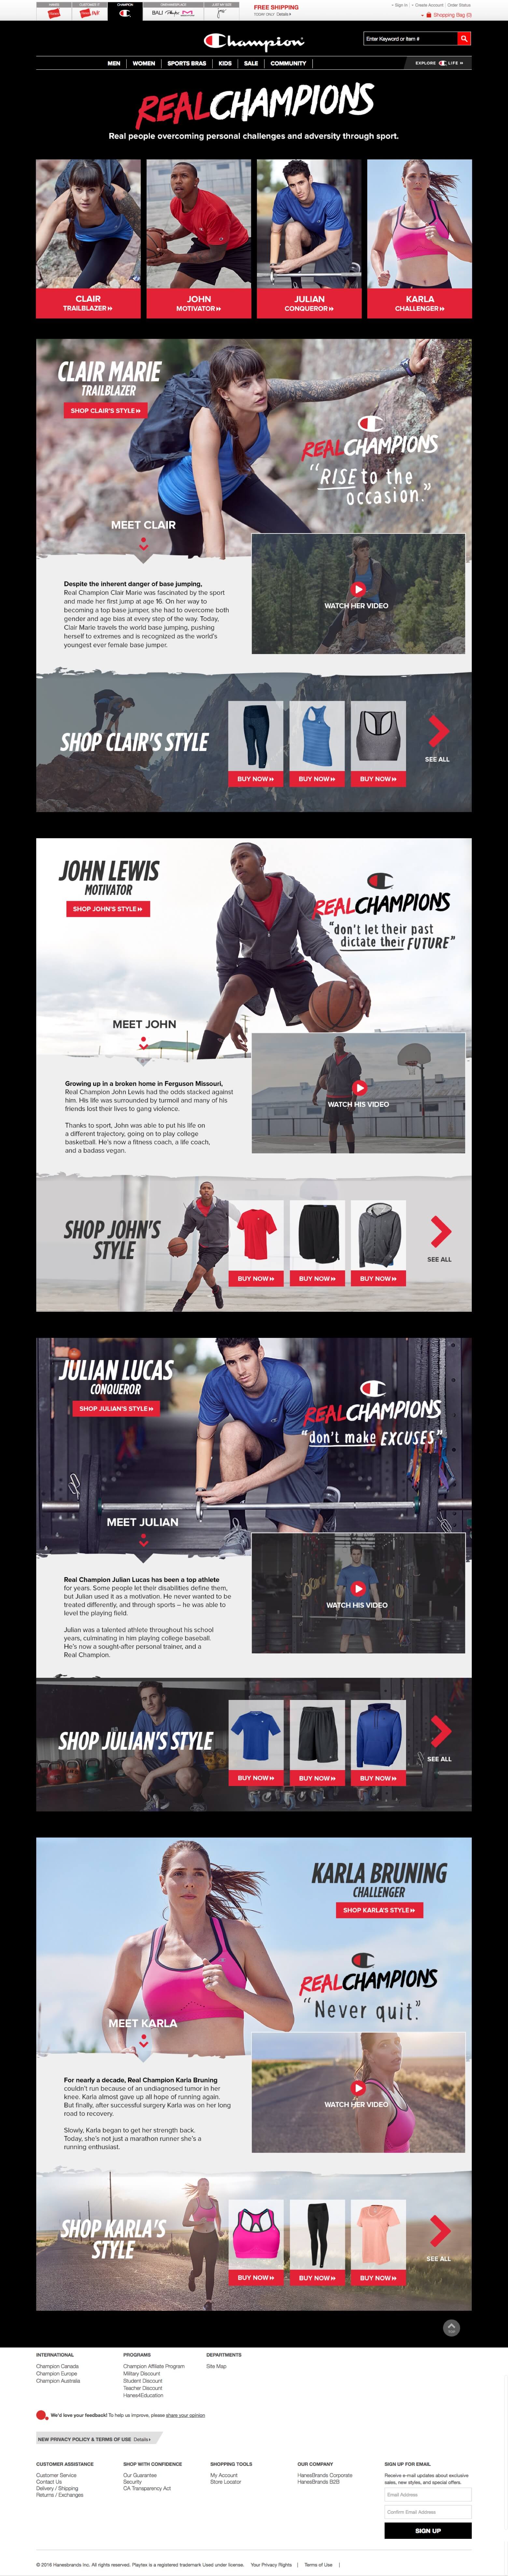 HANES
CHAMPION
JUST MY SIZE
Hanes
BALI
Playtex
FREE SHIPPING
TODAY ONLY Details
Sign In
Create Account
Order Status
Shopping Bag (0)
Champion
Enter Keyword or Item #
MEN
WOMEN
SPORTS BRAS
KIDS
SALE
COMMUNITY
EXPLORE C LIFE »
REALCHAMPIONS
Real people overcoming personal challenges and adversity through sport.
CLAIR
TRAILBLAZER »
JOHN
MOTIVATOR »
JULIAN
CONQUEROR »
KARLA
CHALLENGER »
CLAIR MARIE
TRAILBLAZER
SHOP CLAIR'S STYLE »
REALCHAMPIONS
"RISE to the
occasion."
MEET CLAIR
WATCH HER VIDEO
Despite the inherent danger of base jumping,
Real Champion Clair Marie was fascinated by the sport
and made her first jump at age 16. On her way to
becoming a top base jumper, she had to overcome both
gender and age bias at every step of the way. Today,
Clair Marie travels the world base jumping, pushing
herself to extremes and is recognized as the world's
youngest ever female base jumper.
SHOP CLAIR'S STYLE
BUY NOW »
BUY NOW »
BUY NOW »
SEE ALL
JOHN LEWIS
MOTIVATOR
SHOP JOHN'S STYLE »
REALCHAMPIONS
"don't let their past
dictate their FUTURE"
MEET JOHN
WATCH HIS VIDEO
Growing up in a broken home in Ferguson Missouri,
Real Champion John Lewis had the odds stacked against
him. His life was surrounded by turmoil and many of his
friends lost their lives to gang violence.
Thanks to sport, John was able to put his life on
a different trajectory, going on to play college
basketball. He's now a fitness coach, a life coach,
and a badass vegan.
SHOP JOHN'S
STYLE
BUY NOW »
BUY NOW »
BUY NOW »
SEE ALL
JULIAN LUCAS
CONQUEROR
SHOP JULIAN'S STYLE »
REALCHAMPIONS
"don't make EXCUSES"
MEET JULIAN
WATCH HIS VIDEO
Real Champion Julian Lucas has been a top athlete
for years. Some people let their disabilities define them,
but Julian used it as a motivation. He never wanted to be
treated differently, and through sports – he was able to
level the playing field.
Julian was a talented athlete throughout his school
years, culminating in him playing college baseball.
He's now a sought-after personal trainer, and a
Real Champion.
SHOP JULIAN'S STYLE
BUY NOW »
BUY NOW »
BUY NOW »
SEE ALL
KARLA BRUNING
CHALLENGER
SHOP KARLA'S STYLE »
REALCHAMPIONS
"Never quit."
MEET KARLA
WATCH HER VIDEO
For nearly a decade, Real Champion Karla Bruning
couldn't run because of an undiagnosed tumor in her
knee. Karla almost gave up all hope of running again.
But finally, after successful surgery Karla was on her long
road to recovery.
Slowly, Karla began to get her strength back.
Today, she's not just a marathon runner she's a
running enthusiast.
SHOP KARLA'S
STYLE
BUY NOW »
BUY NOW »
BUY NOW »
SEE ALL
INTERNATIONAL
Champion Canada
Champion Europe
Champion Australia
PROGRAMS
Champion Affiliate Program
Military Discount
Student Discount
Teacher Discount
Hanes4Education
DEPARTMENTS
Site Map
We'd love your feedback! To help us improve, please share your opinion
NEW PRIVACY POLICY & TERMS OF USE Details
CUSTOMER ASSISTANCE
Customer Service
Contact Us
Delivery / Shipping
Returns / Exchanges
SHOP WITH CONFIDENCE
Our Guarantee
Security
CA Transparency Act
SHOPPING TOOLS
My Account
Store Locator
OUR COMPANY
HanesBrands Corporate
HanesBrands B2B
SIGN UP FOR EMAIL
Receive e-mail updates about exclusive
sales, new styles, and special offers.
Email Address
Confirm Email Address
SIGN UP
© 2016 Hanesbrands Inc. All rights reserved. Playtex is a registered trademark Used under license.
Your Privacy Rights
Terms of Use